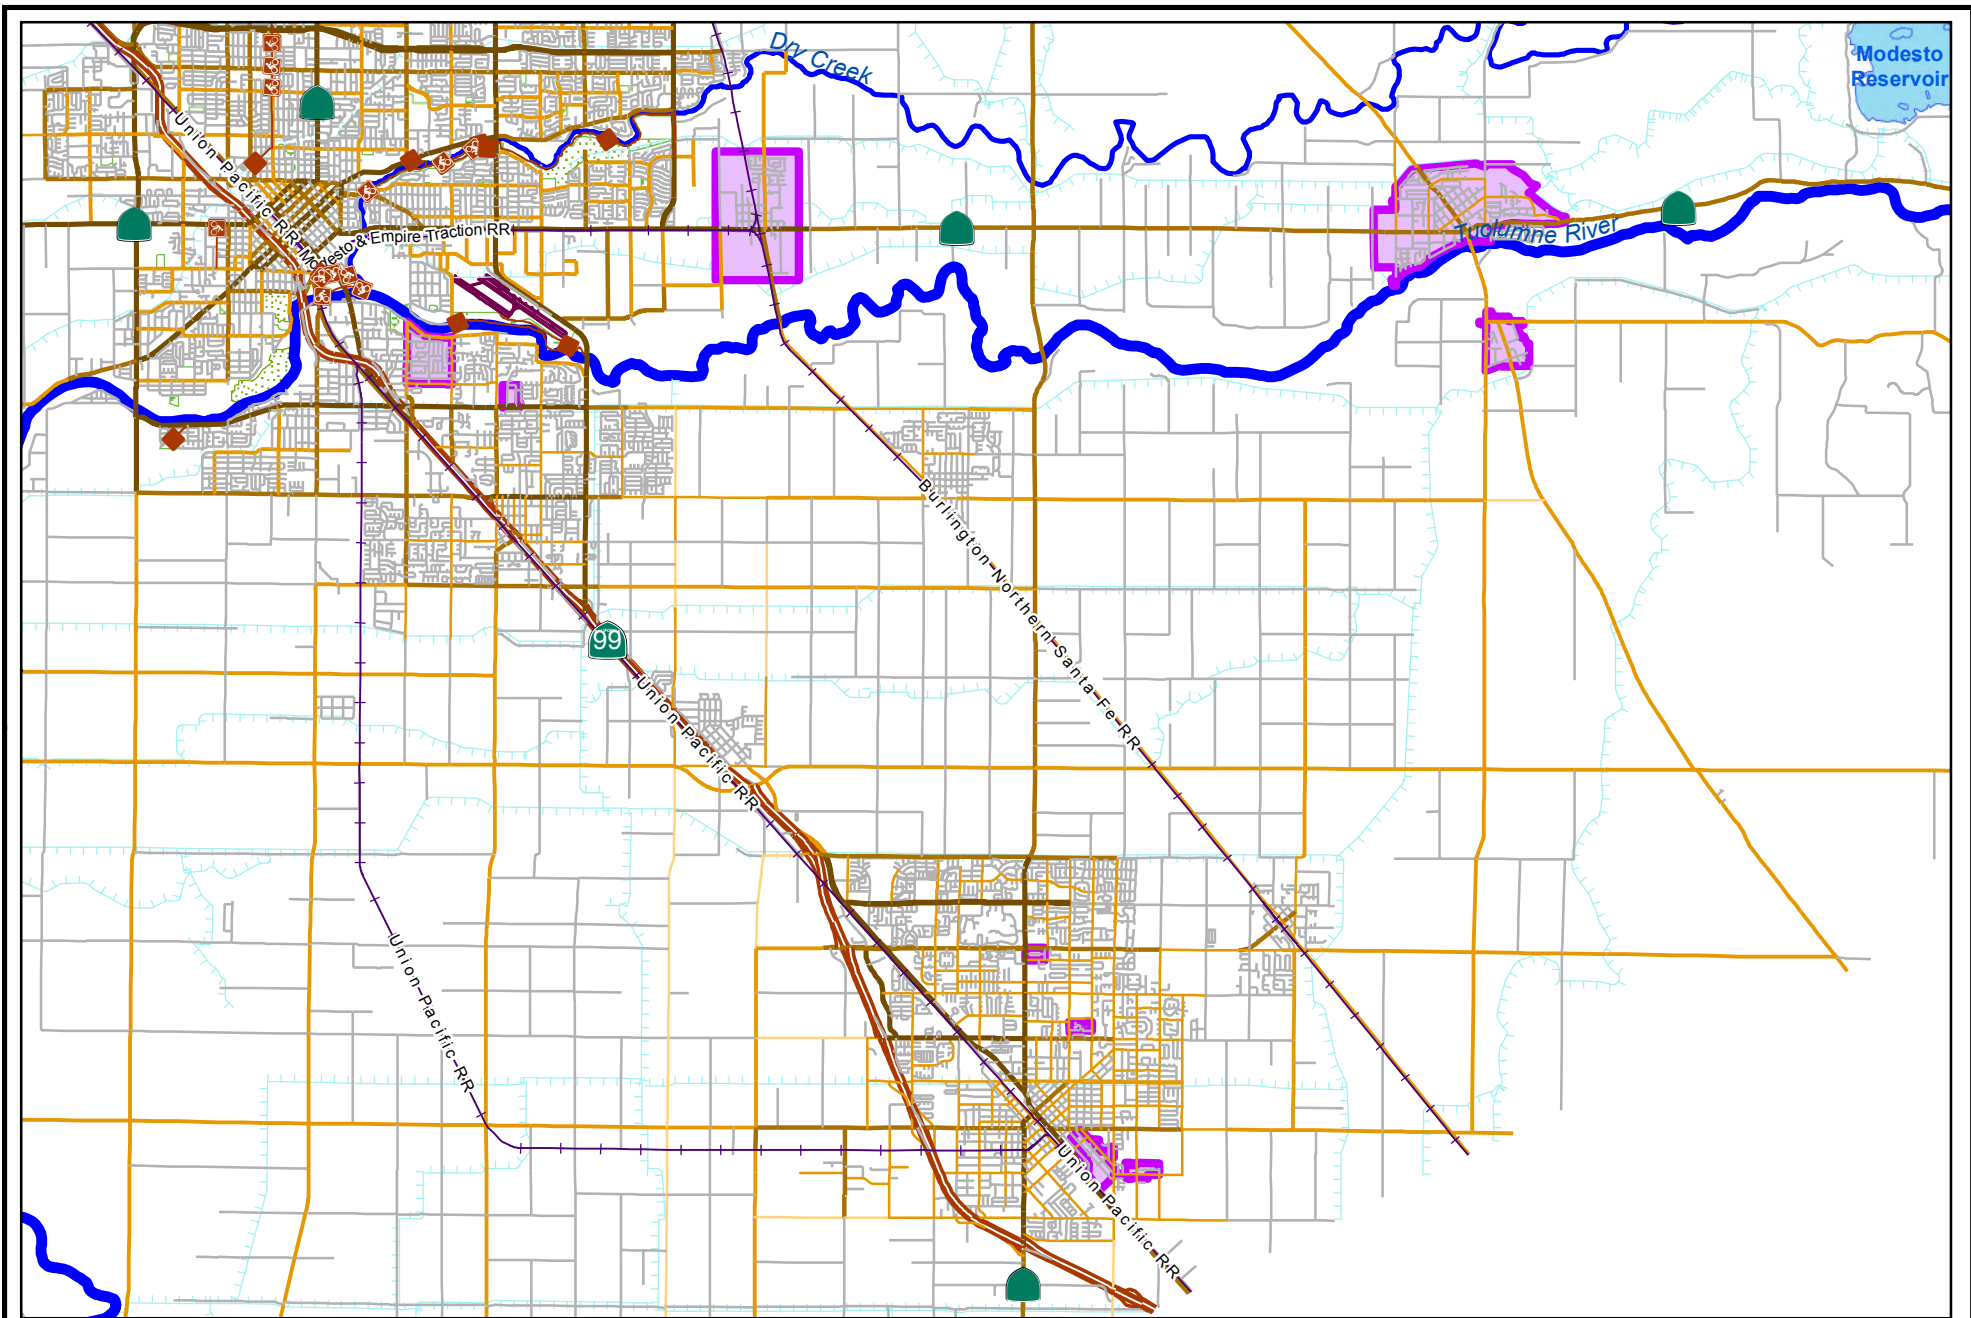 Dry Creek
Modesto
Reservoir
Union Pacific RR
Modesto & Empire Traction RR
Tuolumne River
Burlington Northern Santa Fe RR
99
Union Pacific RR
Union Pacific RR
Union Pacific RR